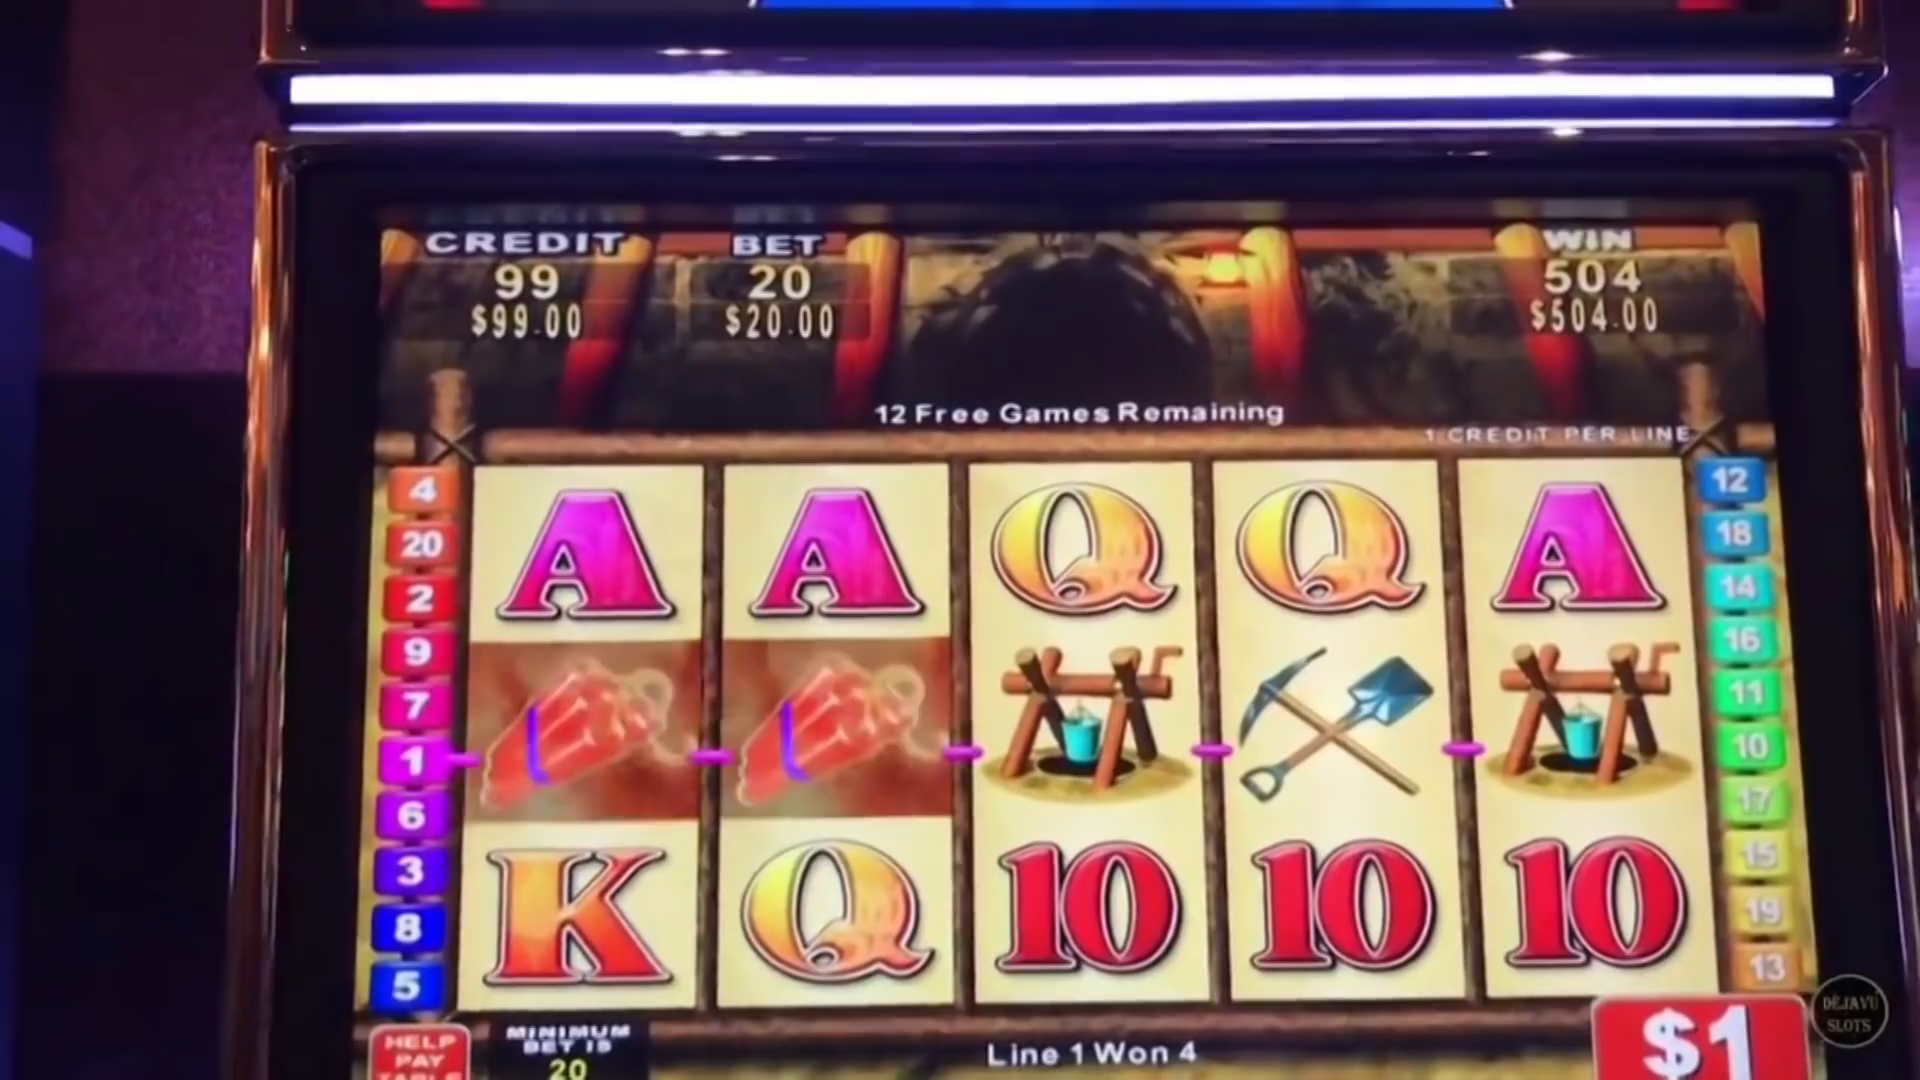 CREDIT BET WIN
99 20 504
$99.00 $20.00 $504.00
12 Free Games Remaining
1 CREDIT PER LINE
4 A A Q Q A 12
20 18
2 14
9 16
7 11
1 10
6 17
3 K Q 10 10 10 15
8 19
5 13
HELP
PAY
TABLE
MINIMUM
BET IS
20
Line 1 Won 4
$1
DEJAVU
SLOTS